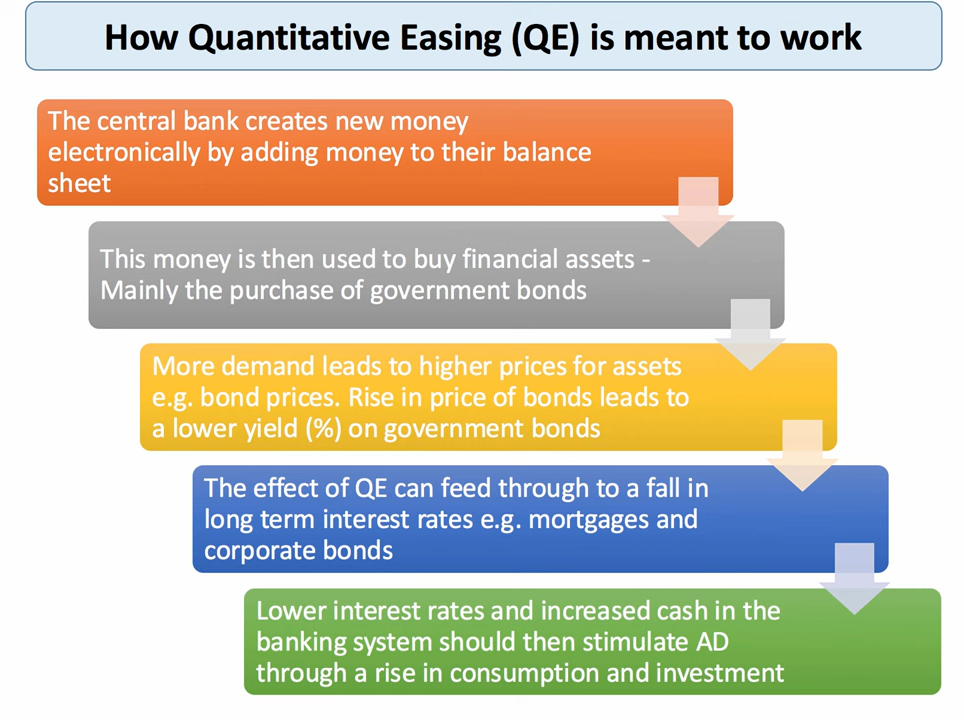 How Quantitative Easing (QE) is meant to work
The central bank creates new money
electronically by adding money to their balance
sheet
This money is then used to buy financial assets -
Mainly the purchase of government bonds
More demand leads to higher prices for assets
e.g. bond prices. Rise in price of bonds leads to
a lower yield (%) on government bonds
The effect of QE can feed through to a fall in
long term interest rates e.g. mortgages and
corporate bonds
Lower interest rates and increased cash in the
banking system should then stimulate AD
through a rise in consumption and investment